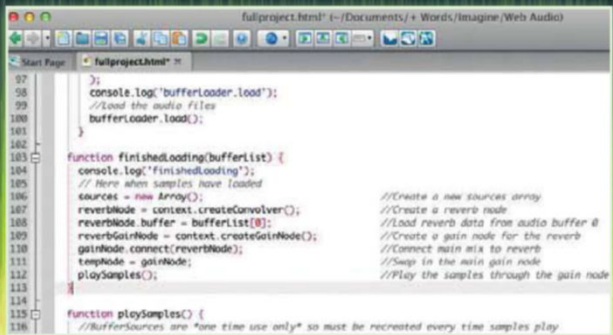 fullproject.html* (~/Documents/+ Words/Imagine/Web Audio)
Start Page fullproject.html*
97 );
98 console.log('bufferLoader.load');
99 //Load the audio files
100 bufferLoader.load();
101 }
102
103 function finishedLoading(bufferList) {
104 console.log('finishedLoading');
105 // Here when samples have loaded
106 sources = new Array(); //Create a new sources array
107 reverbNode = context.createConvolver(); //Create a reverb node
108 reverbNode.buffer = bufferList[0]; //Load reverb data from audio buffer 0
109 reverbGainNode = context.createGainNode(); //Create a gain node for the reverb
110 gainNode.connect(reverbNode); //Connect main mix to reverb
111 tempNode = gainNode; //Swap in the main gain node
112 playSamples(); //Play the samples through the gain node
113 }
114
115 function playSamples() {
116 //BufferSources are *one time use only* so must be recreated every time samples play